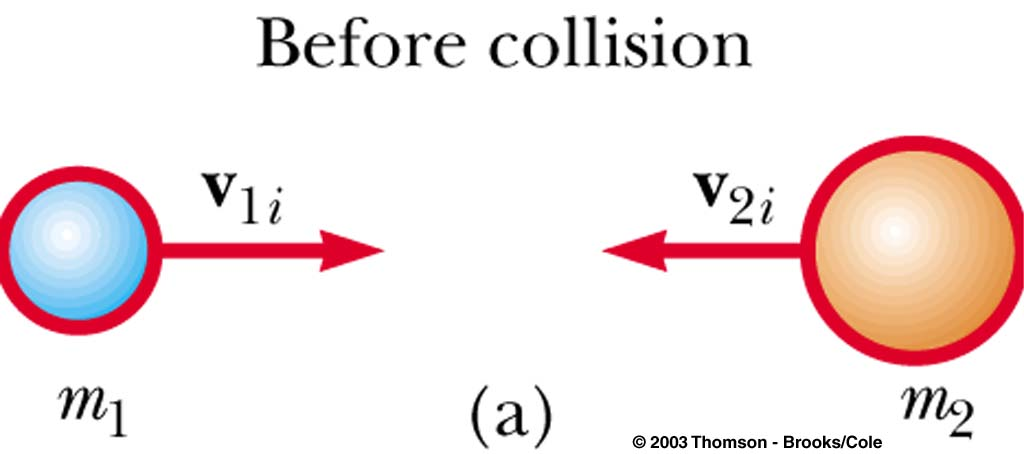 Before collision
v1i
v2i
m1
m2
(a)
© 2003 Thomson - Brooks/Cole